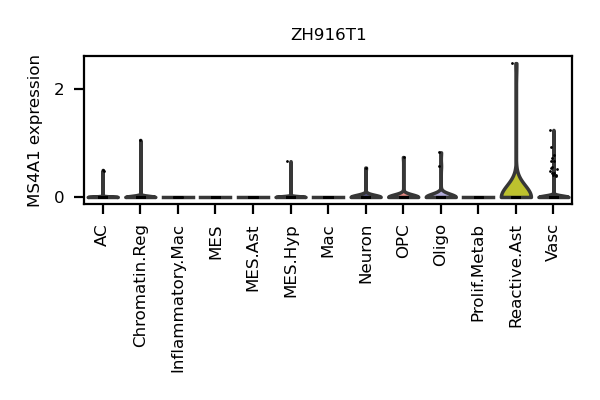 ZH916T1
MS4A1 expression
2
0
AC
Chromatin.Reg
Inflammatory.Mac
MES
MES.Ast
MES.Hyp
Mac
Neuron
OPC
Oligo
Prolif.Metab
Reactive.Ast
Vasc